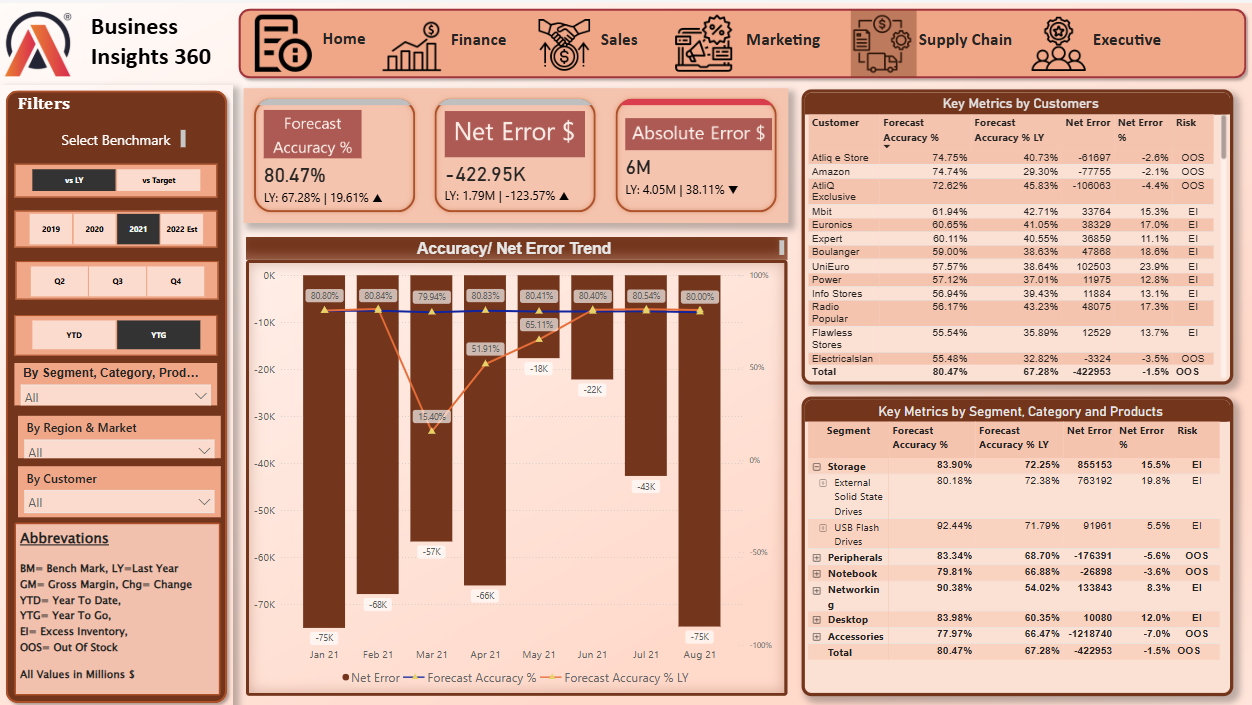 Business
Insights 360
®
Home
Finance
Sales
Marketing
Supply Chain
Executive
Filters
Select Benchmark
vs LY
vs Target
2019
2020
2021
2022 Est
Q2
Q3
Q4
YTD
YTG
By Segment, Category, Prod...
All
By Region & Market
All
By Customer
All
Abbrevations
BM= Bench Mark, LY=Last Year
GM= Gross Margin, Chg= Change
YTD= Year To Date,
YTG= Year To Go,
EI= Excess Inventory,
OOS= Out Of Stock
All Values in Millions $
Forecast
Accuracy %
80.47%
LY: 67.28% | 19.61% ▲
Net Error $
-422.95K
LY: 1.79M | -123.57% ▲
Absolute Error $
6M
LY: 4.05M | 38.11% ▼
Accuracy/ Net Error Trend
0K
-10K
-20K
-30K
-40K
-50K
-60K
-70K
100%
50%
0%
-50%
-100%
80.80% 80.84% 79.94% 80.83% 80.41% 80.40% 80.54% 80.00%
65.11%
51.91%
15.40%
-18K
-22K
-43K
-57K
-66K
-68K
-75K
-75K
Jan 21 Feb 21 Mar 21 Apr 21 May 21 Jun 21 Jul 21 Aug 21
Net Error Forecast Accuracy % Forecast Accuracy % LY
Key Metrics by Customers
Customer Forecast Forecast Net Error Net Error Risk
Accuracy % Accuracy % LY %
Atliq e Store 74.75% 40.73% -61697 -2.6% OOS
Amazon 74.74% 29.30% -77755 -2.1% OOS
AtliQ 72.62% 45.83% -106063 -4.4% OOS
Exclusive
Mbit 61.94% 42.71% 33764 15.3% EI
Euronics 60.65% 41.05% 38329 17.0% EI
Expert 60.11% 40.55% 36859 11.1% EI
Boulanger 59.00% 38.63% 47868 18.6% EI
UniEuro 57.57% 38.64% 102503 23.9% EI
Power 57.12% 37.01% 11975 12.8% EI
Info Stores 56.94% 39.43% 11884 13.1% EI
Radio 56.17% 43.23% 48075 17.3% EI
Popular
Flawless 55.54% 35.89% 12529 13.7% EI
Stores
Electricalslan 55.48% 32.82% -3324 -3.5% OOS
Total 80.47% 67.28% -422953 -1.5% OOS
Key Metrics by Segment, Category and Products
Segment Forecast Forecast Net Error Net Error Risk
Accuracy % Accuracy % LY %
Storage 83.90% 72.25% 855153 15.5% EI
External 80.18% 72.38% 763192 19.8% EI
Solid State
Drives
USB Flash 92.44% 71.79% 91961 5.5% EI
Drives
Peripherals 83.34% 68.70% -176391 -5.6% OOS
Notebook 79.81% 66.88% -26898 -3.6% OOS
Networkin 90.38% 54.02% 133843 8.3% EI
g
Desktop 83.98% 60.35% 10080 12.0% EI
Accessories 77.97% 66.47% -1218740 -7.0% OOS
Total 80.47% 67.28% -422953 -1.5% OOS